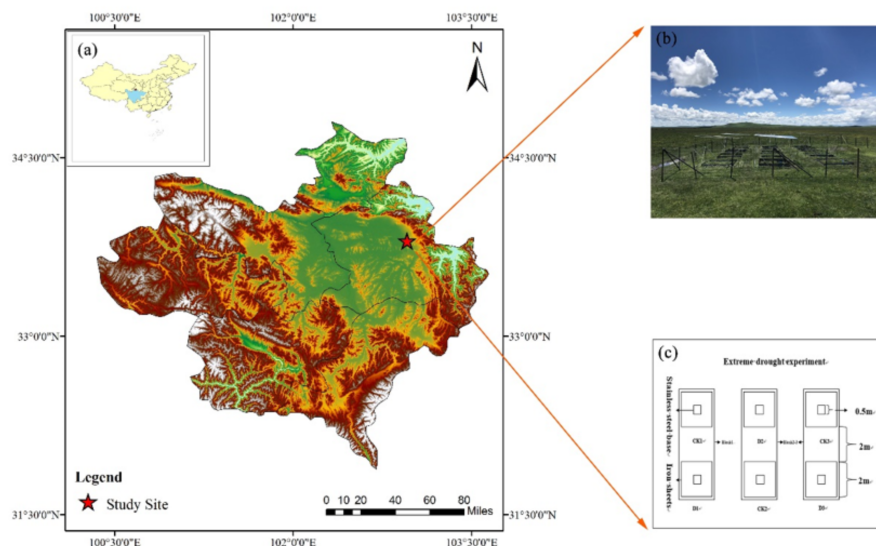 100°30'0"E
102°0'0"E
103°30'0"E
(a)
N
34°30'0"N
34°30'0"N
33°0'0"N
33°0'0"N
31°30'0"N
31°30'0"N
Legend
Study Site
0 10 20 40 60 80
Miles
100°30'0"E
102°0'0"E
103°30'0"E
(b)
(c)
Extreme drought experiment
Stainless steel base
Iron sheets
0.5m
CK1
D2
CK3
2m
2m
D1
CK2
D3